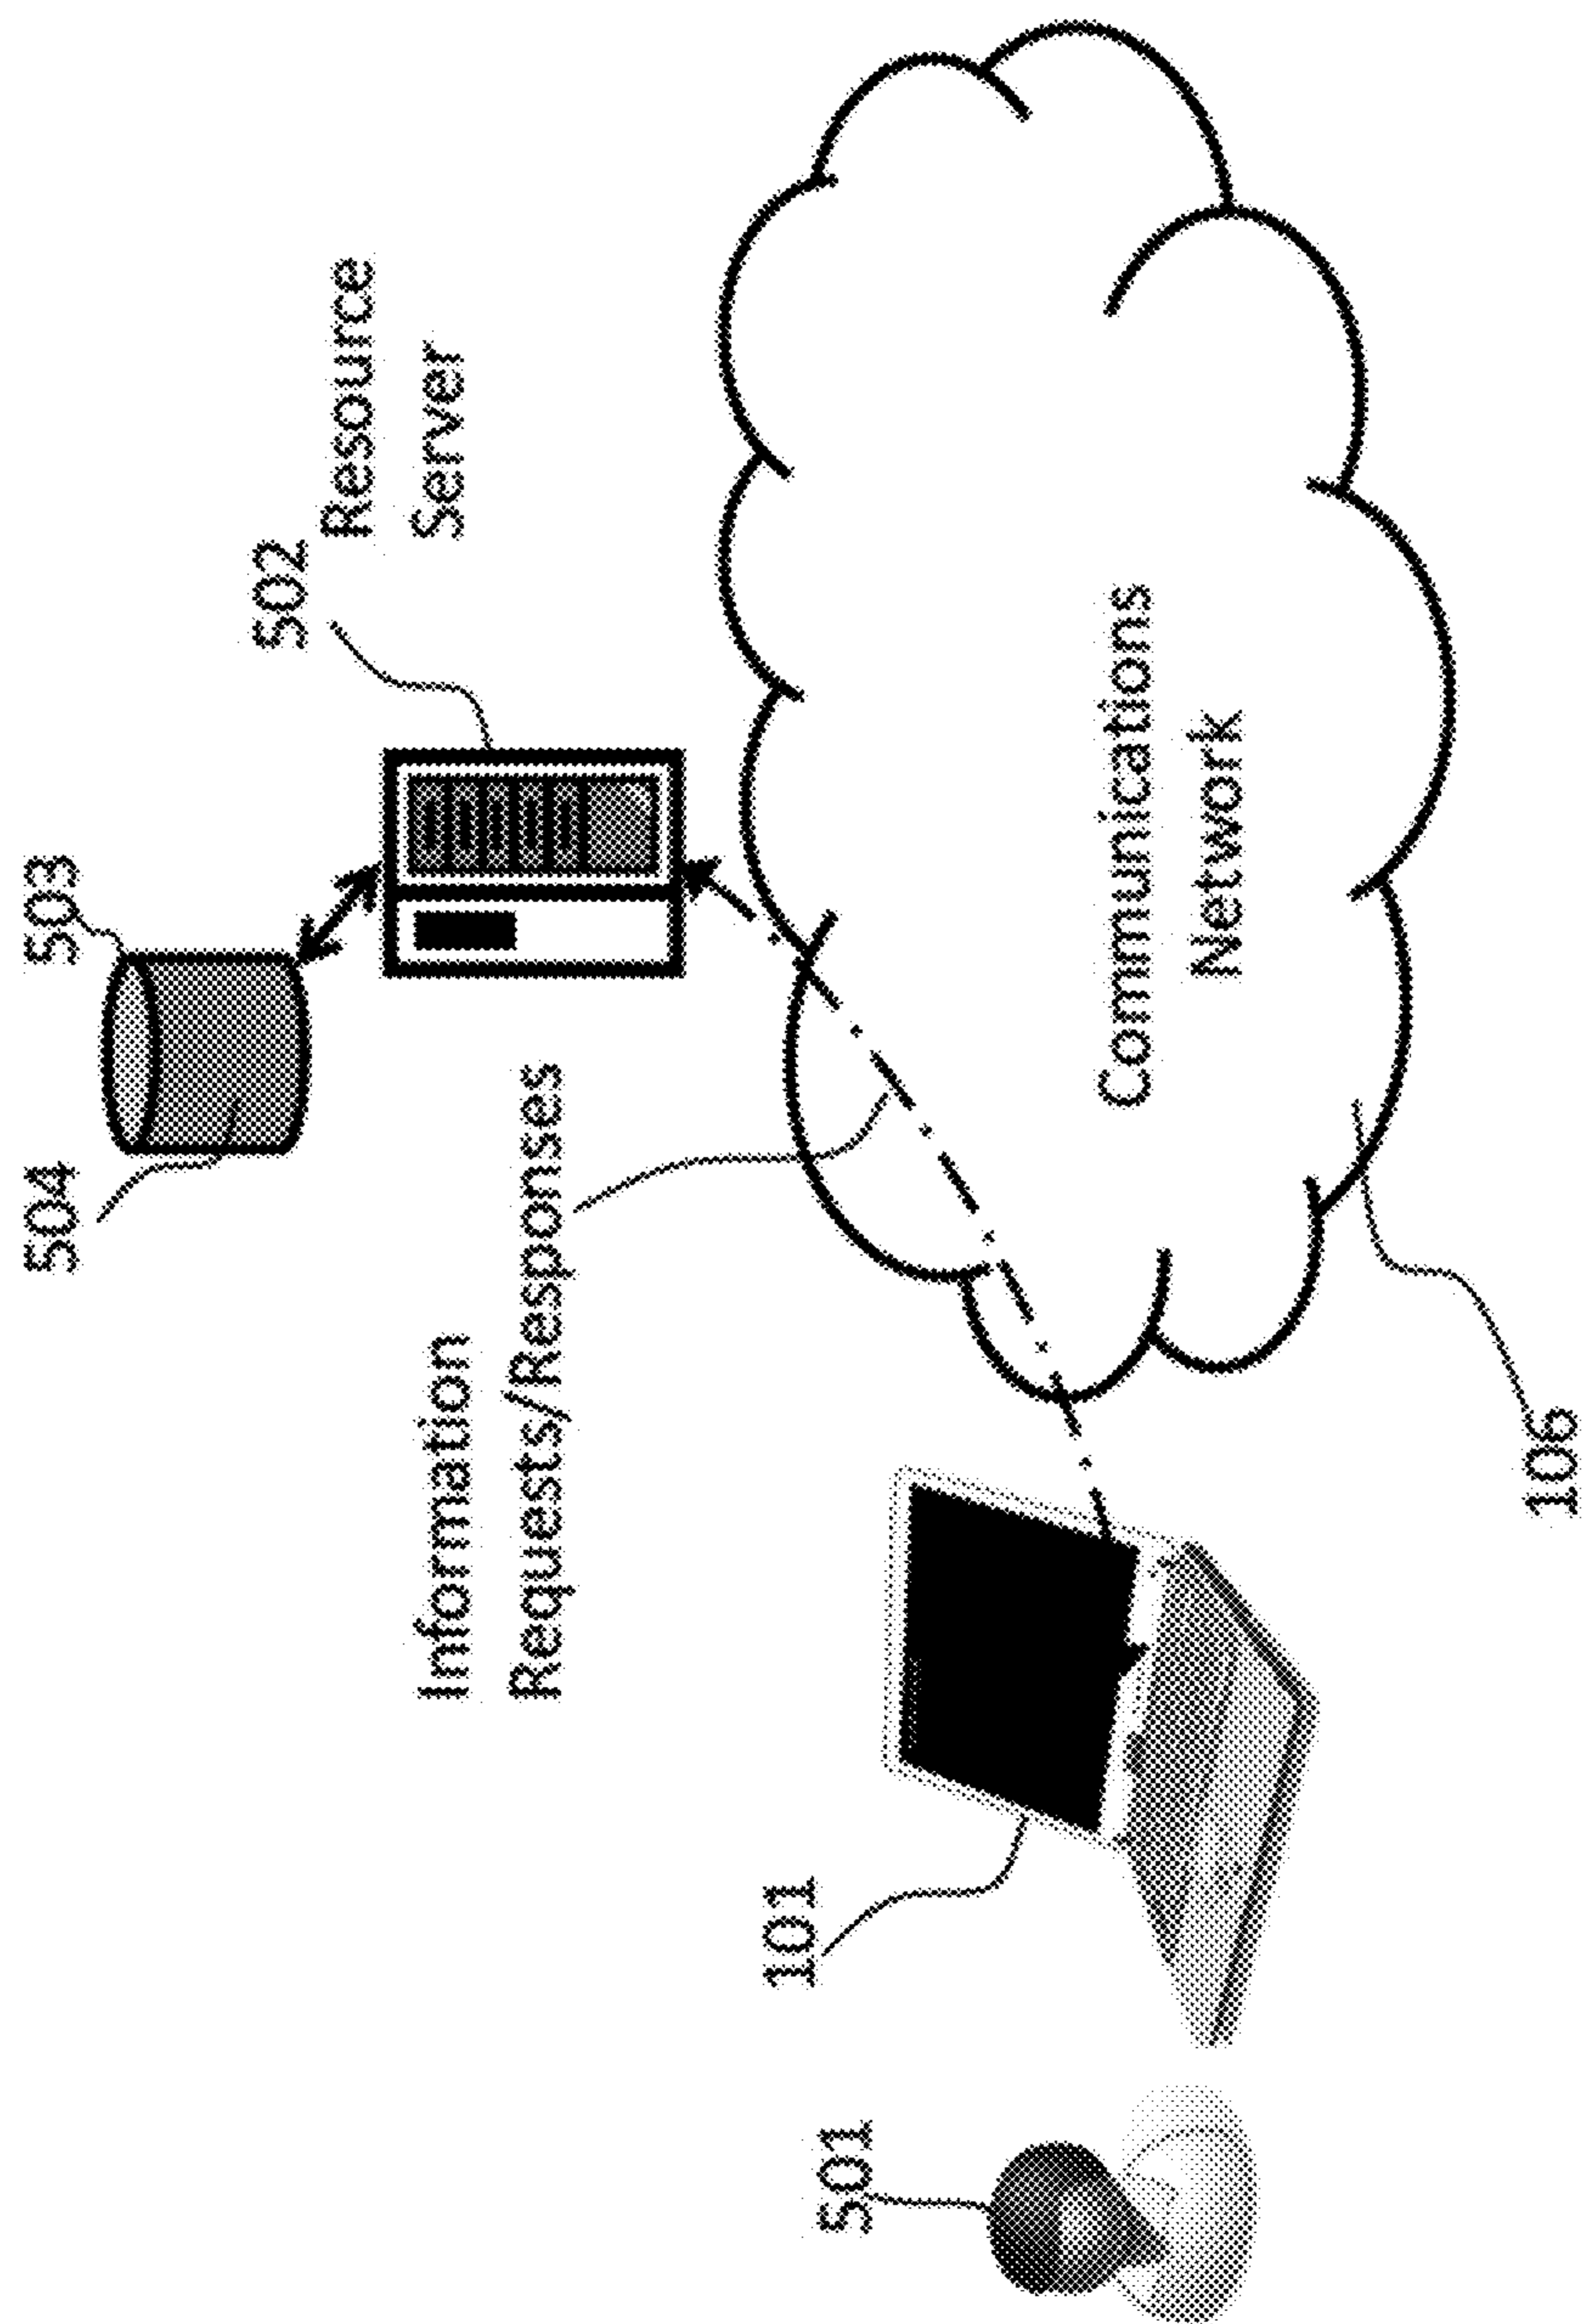 504
503
502
Resource
Server
Information
Requests/Responses
101
501
Communications
Network
106